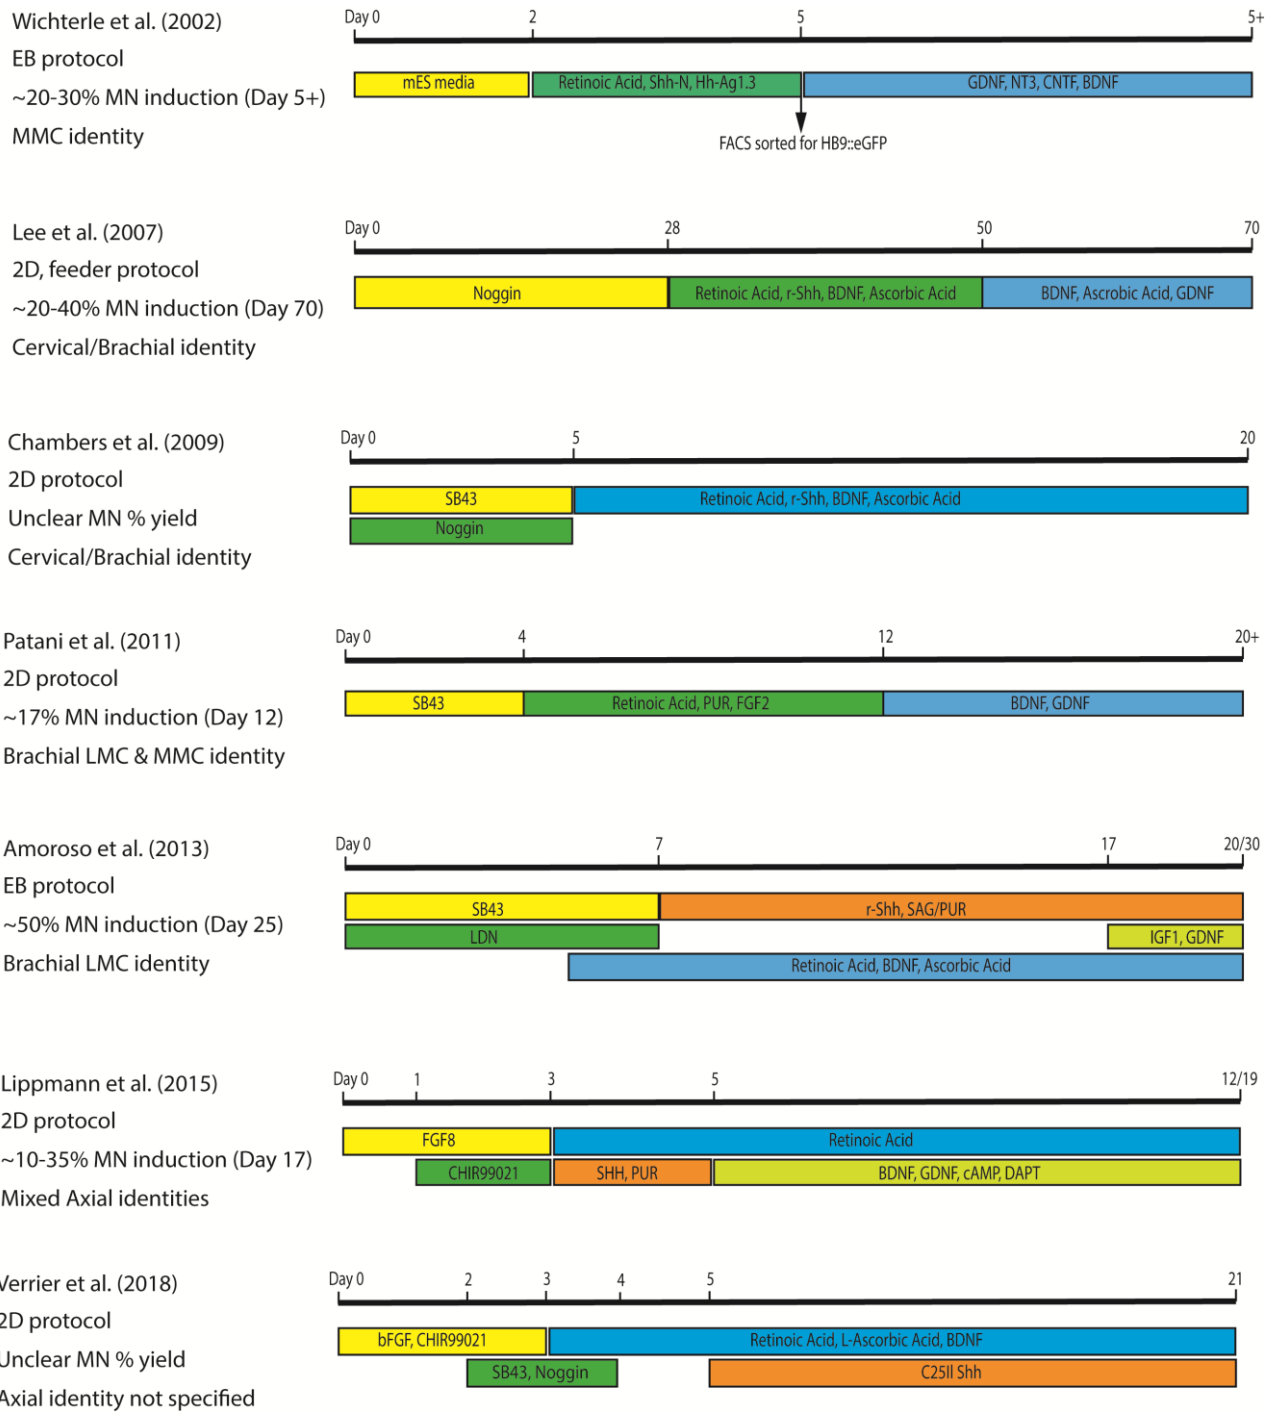 Wichterle et al. (2002)
EB protocol
~20-30% MN induction (Day 5+)
MMC identity
Day 0 2 5 5+
mES media
Retinoic Acid, Shh-N, Hh-Ag1.3
GDNF, NT3, CNTF, BDNF
FACS sorted for HB9::eGFP
Lee et al. (2007)
2D, feeder protocol
~20-40% MN induction (Day 70)
Cervical/Brachial identity
Day 0 28 50 70
Noggin
Retinoic Acid, r-Shh, BDNF, Ascorbic Acid
BDNF, Ascrobic Acid, GDNF
Chambers et al. (2009)
2D protocol
Unclear MN % yield
Cervical/Brachial identity
Day 0 5 20
SB43
Retinoic Acid, r-Shh, BDNF, Ascorbic Acid
Noggin
Patani et al. (2011)
2D protocol
~17% MN induction (Day 12)
Brachial LMC & MMC identity
Day 0 4 12 20+
SB43
Retinoic Acid, PUR, FGF2
BDNF, GDNF
Amoroso et al. (2013)
EB protocol
~50% MN induction (Day 25)
Brachial LMC identity
Day 0 7 17 20/30
SB43
r-Shh, SAG/PUR
LDN
IGF1, GDNF
Retinoic Acid, BDNF, Ascorbic Acid
Lippmann et al. (2015)
2D protocol
~10-35% MN induction (Day 17)
Mixed Axial identities
Day 0 1 3 5 12/19
FGF8
Retinoic Acid
CHIR99021
SHH, PUR
BDNF, GDNF, cAMP, DAPT
Verrier et al. (2018)
2D protocol
Unclear MN % yield
Axial identity not specified
Day 0 2 3 4 5 21
bFGF, CHIR99021
Retinoic Acid, L-Ascorbic Acid, BDNF
SB43, Noggin
C25II Shh